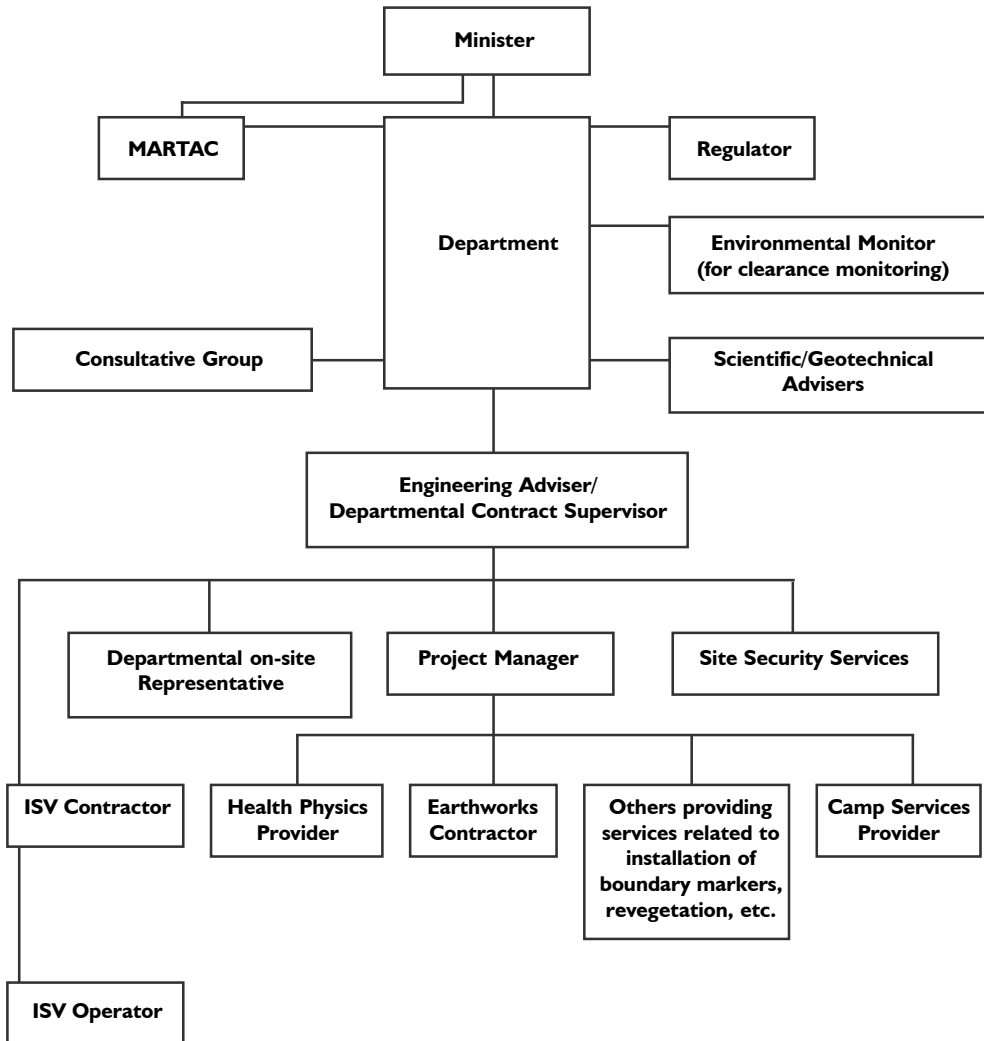 Minister
MARTAC
Regulator
Department
Environmental Monitor
(for clearance monitoring)
Consultative Group
Scientific/Geotechnical
Advisers
Engineering Adviser/
Departmental Contract Supervisor
Departmental on-site
Representative
Project Manager
Site Security Services
ISV Contractor
Health Physics
Provider
Earthworks
Contractor
Others providing
services related to
installation of
boundary markers,
revegetation, etc.
Camp Services
Provider
ISV Operator